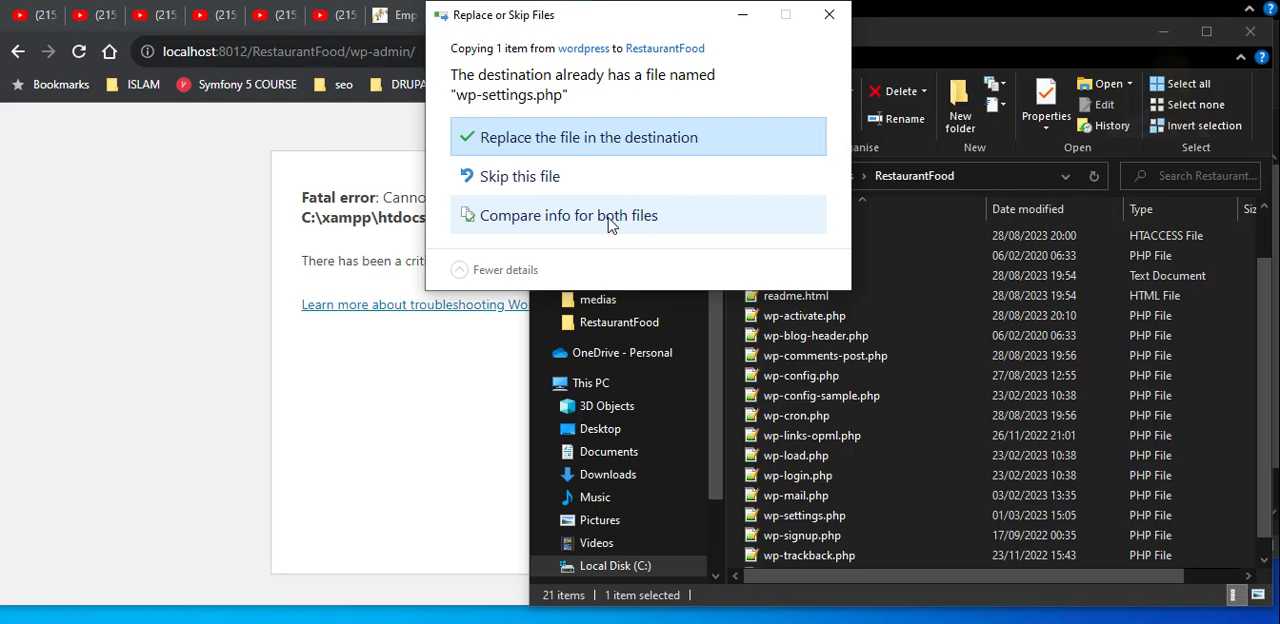 (215
(215
(215
(215
(215
(215
Emp
localhost:8012/RestaurantFood/wp-admin/
Bookmarks
ISLAM
Symfony 5 COURSE
seo
DRUPA
Fatal error: Canno
C:\xampp\htdocs
There has been a crit
Learn more about troubleshooting Wo
Replace or Skip Files
Copying 1 item from wordpress to RestaurantFood
The destination already has a file named
"wp-settings.php"
Replace the file in the destination
Skip this file
Compare info for both files
Fewer details
Delete
Rename
New
folder
Properties
Open
Edit
History
Select all
Select none
Invert selection
anise
New
Open
Select
RestaurantFood
Search Restaurant...
Date modified
Type
Siz
28/08/2023 20:00
HTACCESS File
06/02/2020 06:33
PHP File
28/08/2023 19:54
Text Document
readme.html
28/08/2023 19:54
HTML File
wp-activate.php
28/08/2023 20:10
PHP File
wp-blog-header.php
06/02/2020 06:33
PHP File
wp-comments-post.php
28/08/2023 19:56
PHP File
wp-config.php
27/08/2023 12:55
PHP File
wp-config-sample.php
23/02/2023 10:38
PHP File
wp-cron.php
28/08/2023 19:56
PHP File
wp-links-opml.php
26/11/2022 21:01
PHP File
wp-load.php
23/02/2023 10:38
PHP File
wp-login.php
23/02/2023 10:38
PHP File
wp-mail.php
03/02/2023 13:35
PHP File
wp-settings.php
01/03/2023 15:05
PHP File
wp-signup.php
17/09/2022 00:35
PHP File
wp-trackback.php
23/11/2022 15:43
PHP File
medias
RestaurantFood
OneDrive - Personal
This PC
3D Objects
Desktop
Documents
Downloads
Music
Pictures
Videos
Local Disk (C:)
21 items
1 item selected